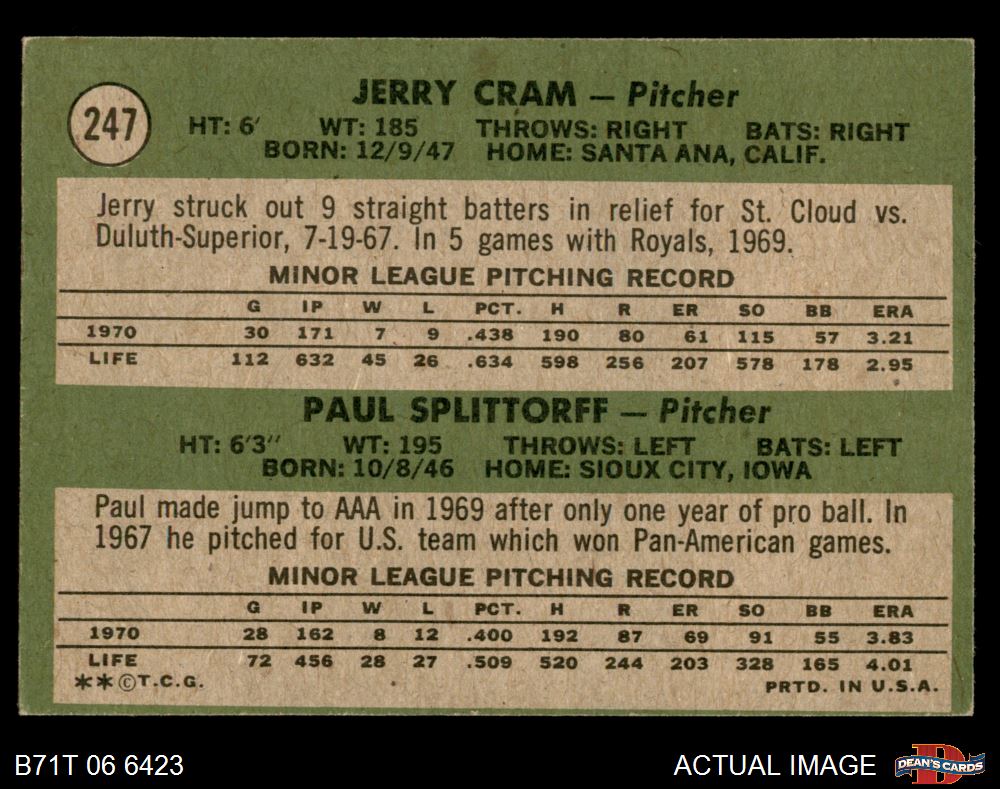 247
JERRY CRAM — Pitcher
HT: 6′ WT: 185 THROWS: RIGHT BATS: RIGHT
BORN: 12/9/47 HOME: SANTA ANA, CALIF.
Jerry struck out 9 straight batters in relief for St. Cloud vs.
Duluth-Superior, 7-19-67. In 5 games with Royals, 1969.
MINOR LEAGUE PITCHING RECORD
G IP W L PCT. H R ER SO BB ERA
1970 30 171 7 9 .438 190 80 61 115 57 3.21
LIFE 112 632 45 26 .634 598 256 207 578 178 2.95
PAUL SPLITTORFF — Pitcher
HT: 6′3″ WT: 195 THROWS: LEFT BATS: LEFT
BORN: 10/8/46 HOME: SIOUX CITY, IOWA
Paul made jump to AAA in 1969 after only one year of pro ball. In
1967 he pitched for U.S. team which won Pan-American games.
MINOR LEAGUE PITCHING RECORD
G IP W L PCT. H R ER SO BB ERA
1970 28 162 8 12 .400 192 87 69 91 55 3.83
LIFE 72 456 28 27 .509 520 244 203 328 165 4.01
**©T.C.G. PRTD. IN U.S.A.
B71T 06 6423 ACTUAL IMAGE DEAN'S CARDS